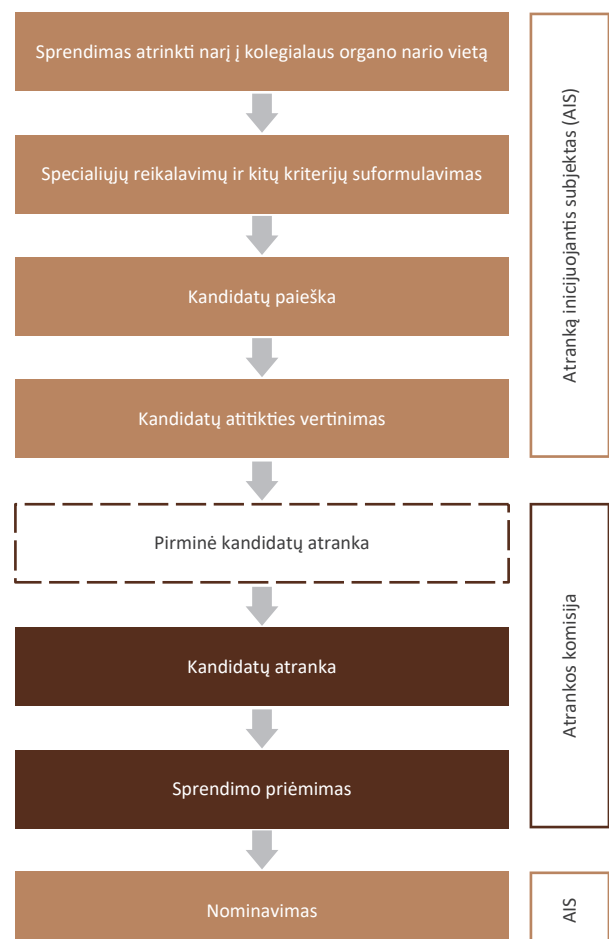 Sprendimas atrinkti narį į kolegialaus organo nario vietą
Specialiųjų reikalavimų ir kitų kriterijų suformulavimas
Kandidatų paieška
Kandidatų atitikties vertinimas
Atranką inicijuojantis subjektas (AIS)
Pirminė kandidatų atranka
Kandidatų atranka
Sprendimo priėmimas
Atrankos komisija
Nominavimas
AIS